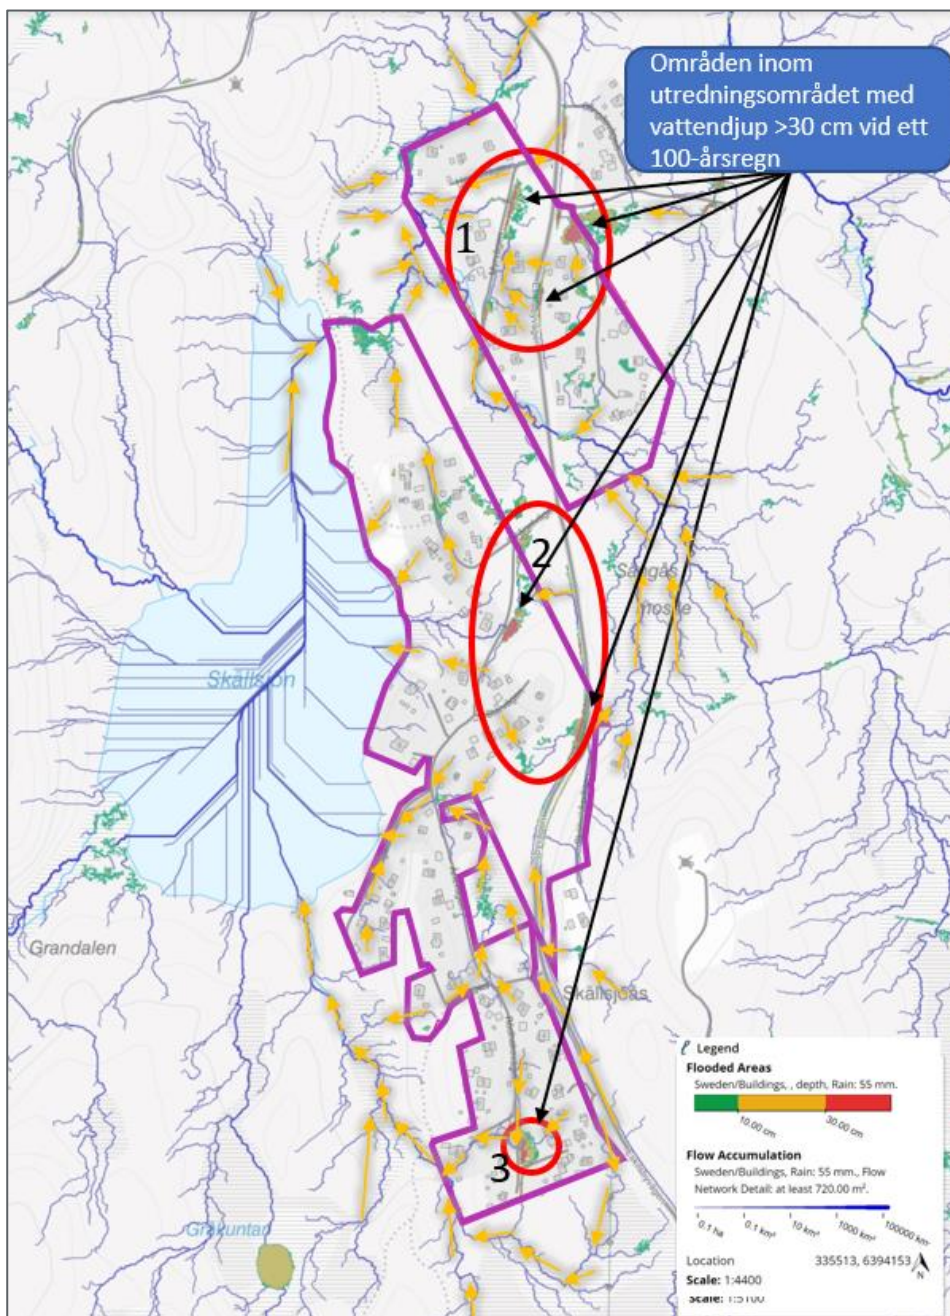 Områden inom
utredningsområdet med
vattendjup >30 cm vid ett
100-årsregn
1
2
Skällsjön
Grandalen
Skällsjöås
3
Gråkuntan
Legend
Flooded Areas
Sweden/Buildings, , depth, Rain: 55 mm.
10.00 cm
30.00 cm
Flow Accumulation
Sweden/Buildings, Rain: 55 mm., Flow
Network Detail: at least 720.00 m².
0.1 ha
0.1 km²
10 km²
1000 km²
100000 km²
Location 335513, 6394153
N
Scale: 1:4400
Scale: 1:5100